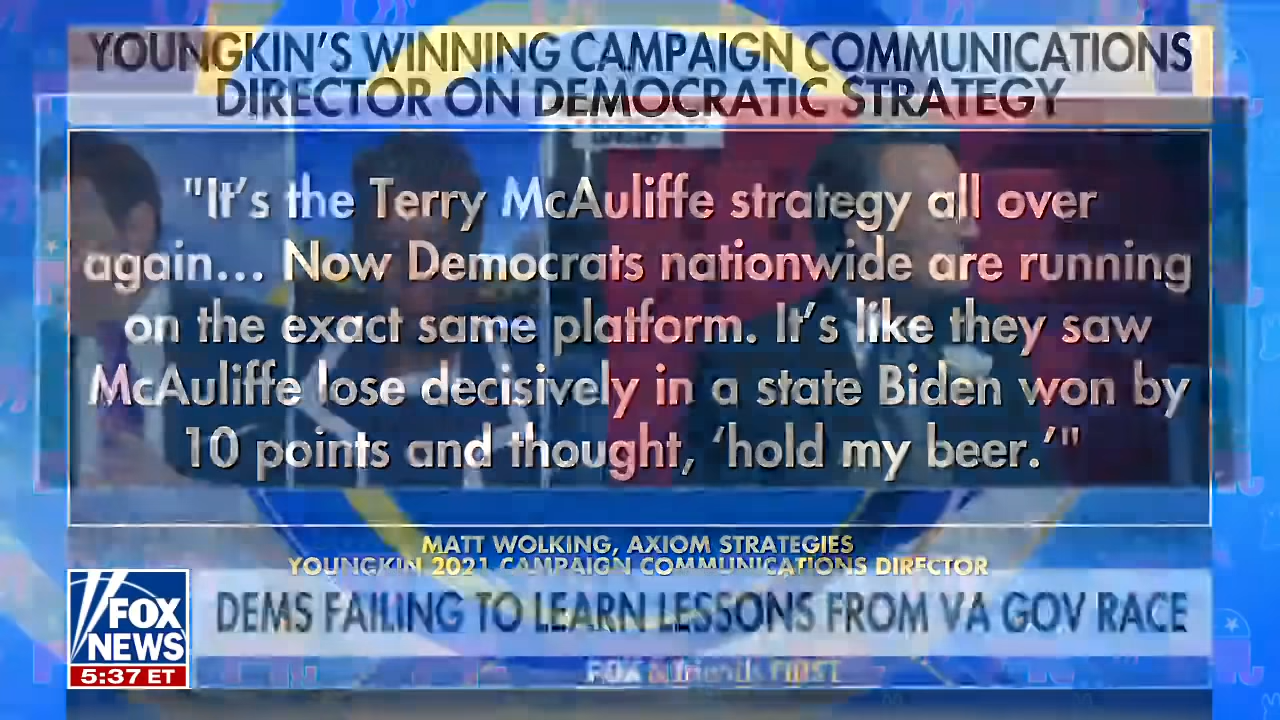 YOUNGKIN'S WINNING CAMPAIGN COMMUNICATIONS
DIRECTOR ON DEMOCRATIC STRATEGY
"It's the Terry McAuliffe strategy all over
again... Now Democrats nationwide are running
on the exact same platform. It's like they saw
McAuliffe lose decisively in a state Biden won by
10 points and thought, 'hold my beer.'"
MATT WOLKING, AXIOM STRATEGIES
YOUNGKIN 2021 CAMPAIGN COMMUNICATIONS DIRECTOR
FOX
NEWS
5:37 ET
DEMS FAILING TO LEARN LESSONS FROM VA GOV RACE
FOX & friends FIRST